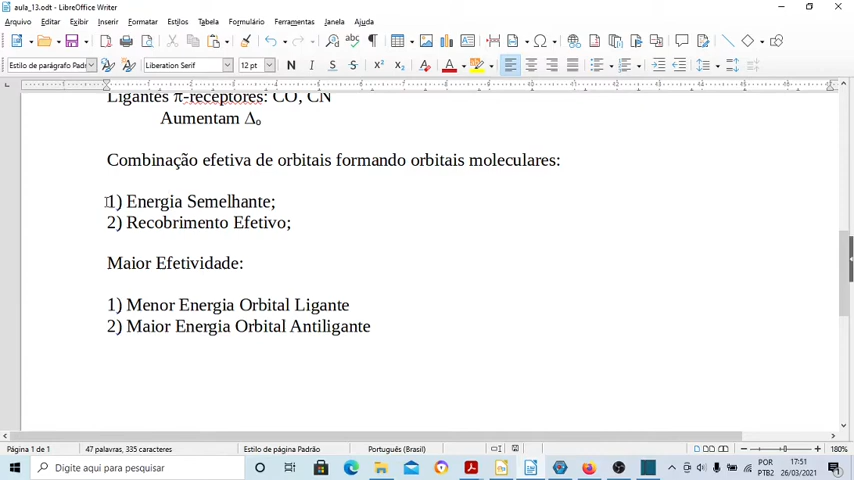 aula_13.odt - LibreOffice Writer
Arquivo Editar Exibir Inserir Formatar Estilos Tabela Formulário Ferramentas Janela Ajuda
Estilo de parágrafo Padr Liberation Serif 12 pt
Ligantes π-receptores: CO, CN
Aumentam Δₒ
Combinação efetiva de orbitais formando orbitais moleculares:
1) Energia Semelhante;
2) Recobrimento Efetivo;
Maior Efetividade:
1) Menor Energia Orbital Ligante
2) Maior Energia Orbital Antiligante
Página 1 de 1 47 palavras, 335 caracteres Estilo de página Padrão Português (Brasil) 180%
Digite aqui para pesquisar POR 17:51
PTB2 26/03/2021